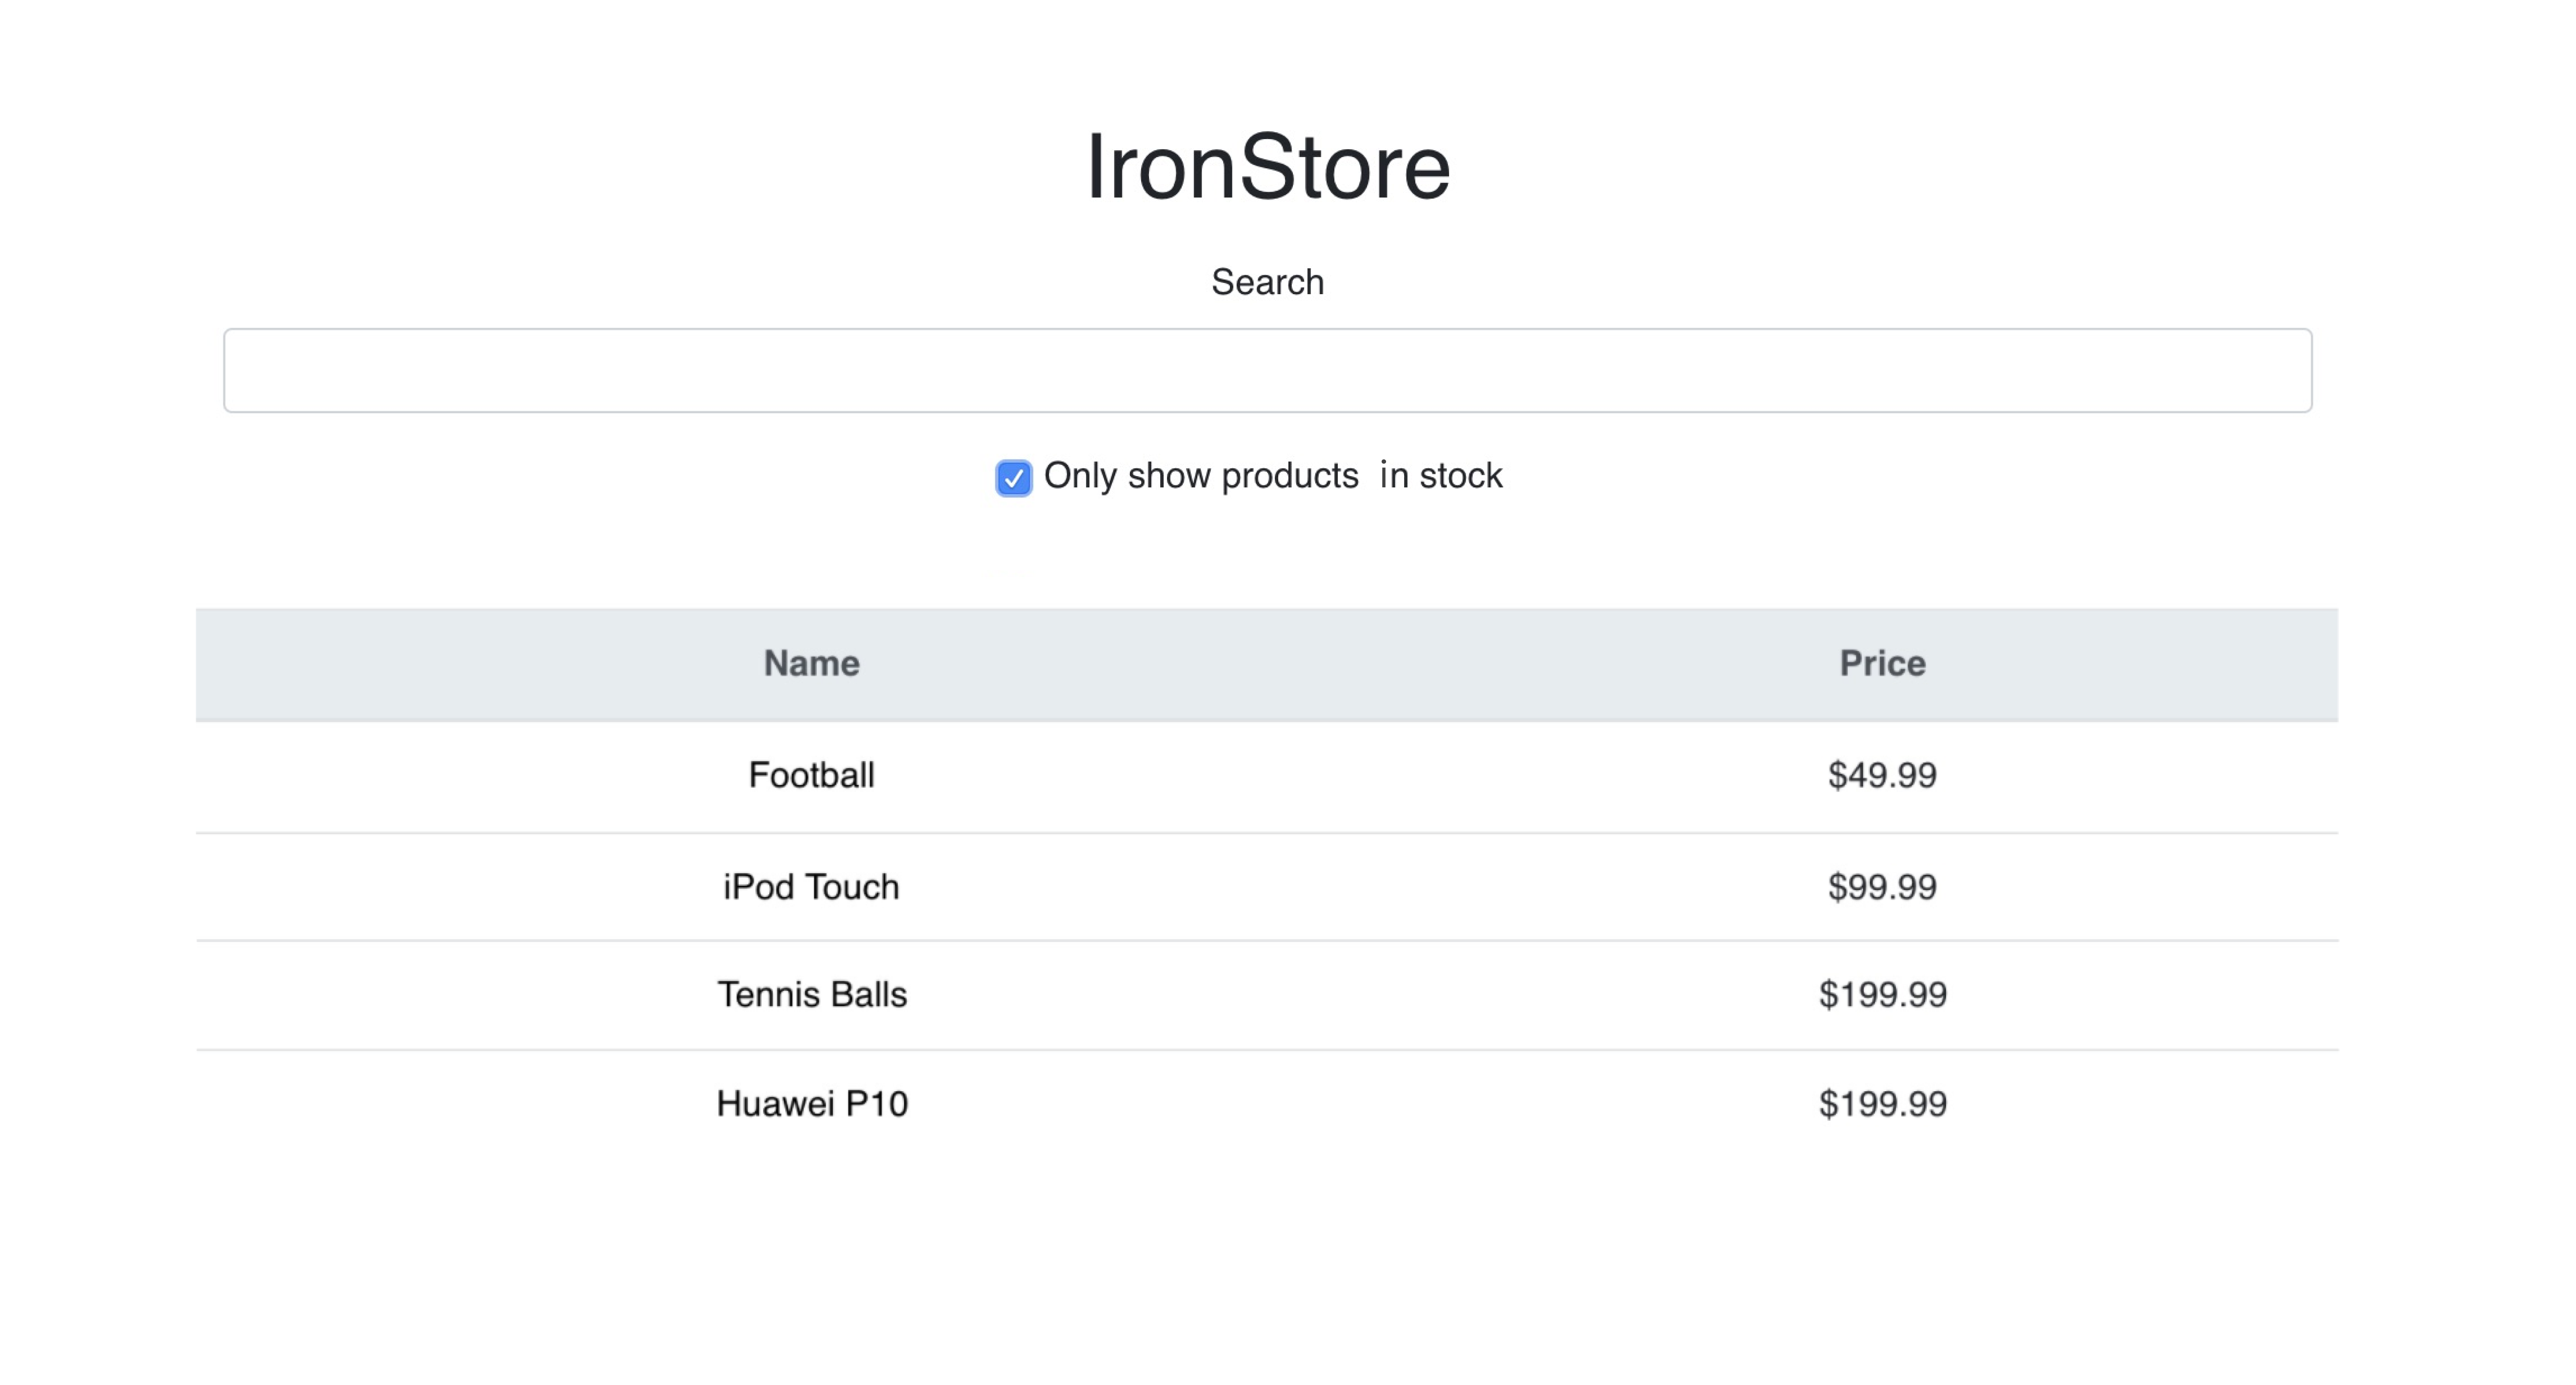 IronStore
Search
Only show products in stock
Name Price
Football $49.99
iPod Touch $99.99
Tennis Balls $199.99
Huawei P10 $199.99